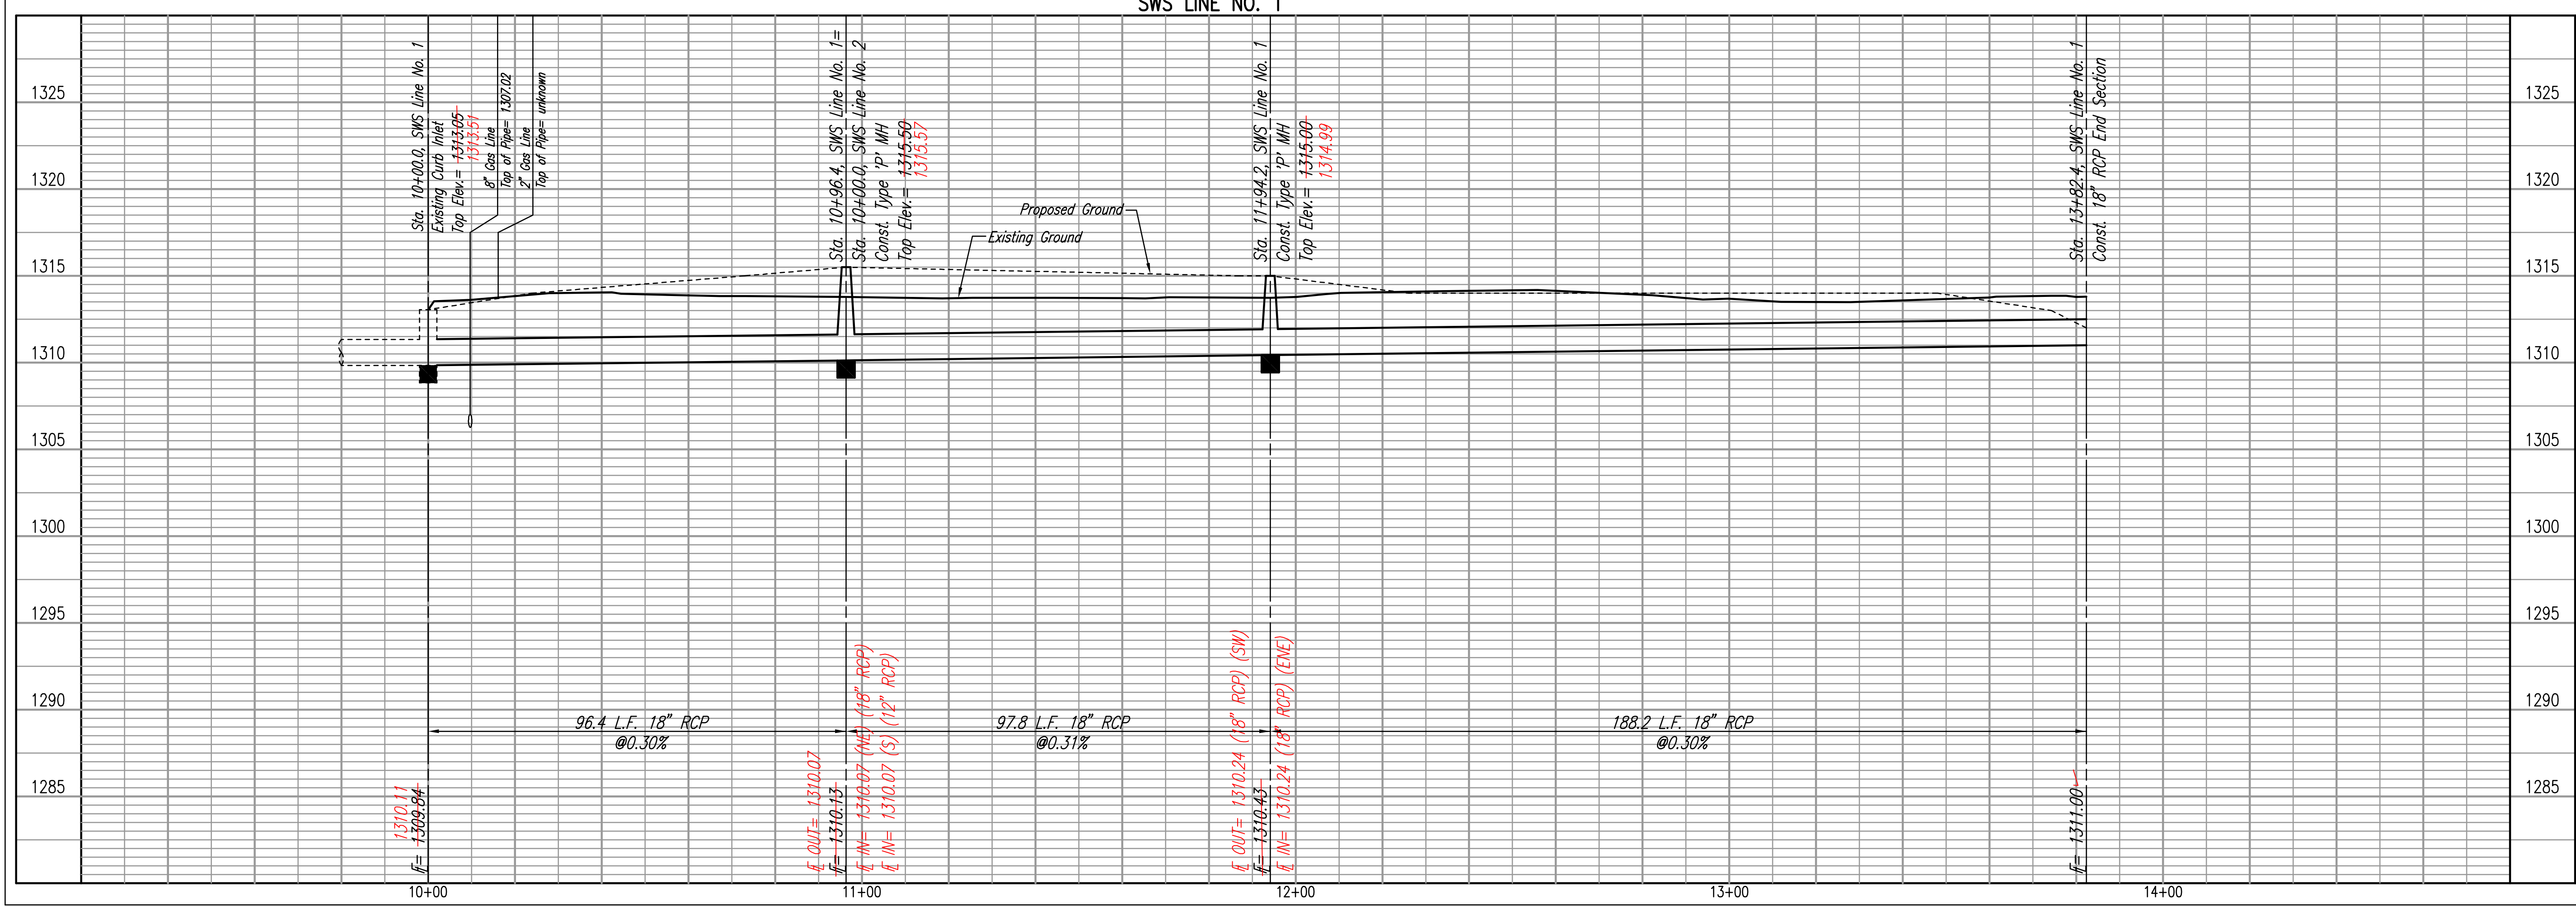 SWS LINE NO. 1
1325
1320
1315
1310
1305
1300
1295
1290
1285
Sta. 10+00.0, SWS Line No. 1
Existing Curb Inlet
Top Elev.= 1313.05
1313.51
8" Gas Line
Top of Pipe= 1307.02
2" Gas Line
Top of Pipe= unknown
Sta. 10+96.4, SWS Line No. 1=
Sta. 10+00.0, SWS Line No. 2
Const. Type 'P' MH
Top Elev.= 1315.50
1315.57
Existing Ground
Proposed Ground
Sta. 11+94.2, SWS Line No. 1
Const. Type 'P' MH
Top Elev.= 1315.00
1314.99
Sta. 13+82.4, SWS Line No. 1
Const. 18" RCP End Section
1325
1320
1315
1310
1305
1300
1295
1290
1285
96.4 L.F. 18" RCP
@0.30%
97.8 L.F. 18" RCP
@0.31%
188.2 L.F. 18" RCP
@0.30%
1310.11
FL= 1309.84
FL OUT= 1310.07
FL= 1310.13
FL IN= 1310.07 (NE) (18" RCP)
FL IN= 1310.07 (S) (12" RCP)
FL OUT= 1310.24 (18" RCP) (SW)
FL= 1310.43
FL IN= 1310.24 (18" RCP) (ENE)
FL= 1311.00
10+00
11+00
12+00
13+00
14+00